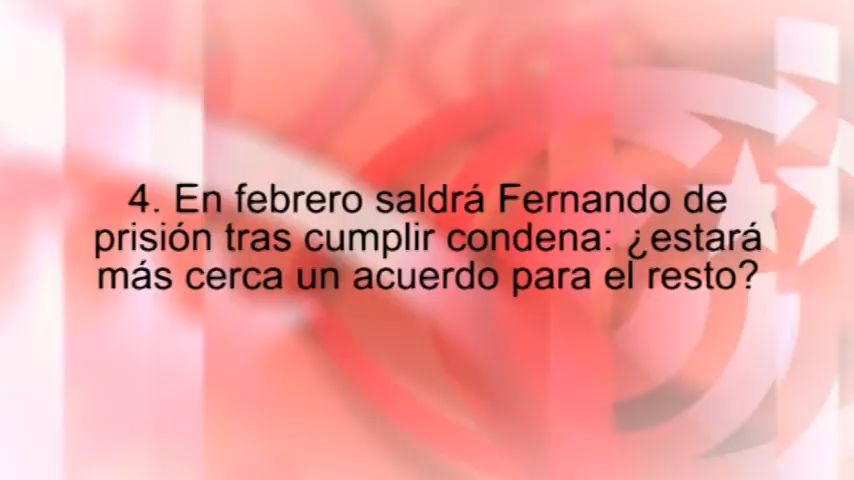 4. En febrero saldrá Fernando de
prisión tras cumplir condena: ¿estará
más cerca un acuerdo para el resto?